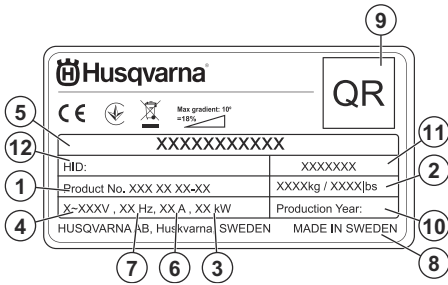 9
Husqvarna
QR
CE
Max gradient: 10°
=18%
5
XXXXXXXXXXX
11
12
HID:
XXXXXXX
2
1
Product No. XXX XX XX-XX
XXXXkg / XXXX|bs
4
X~XXXV , XX Hz, XX A , XX kW
Production Year:
10
HUSQVARNA AB, Huskvarna, SWEDEN
MADE IN SWEDEN
7
6
3
8